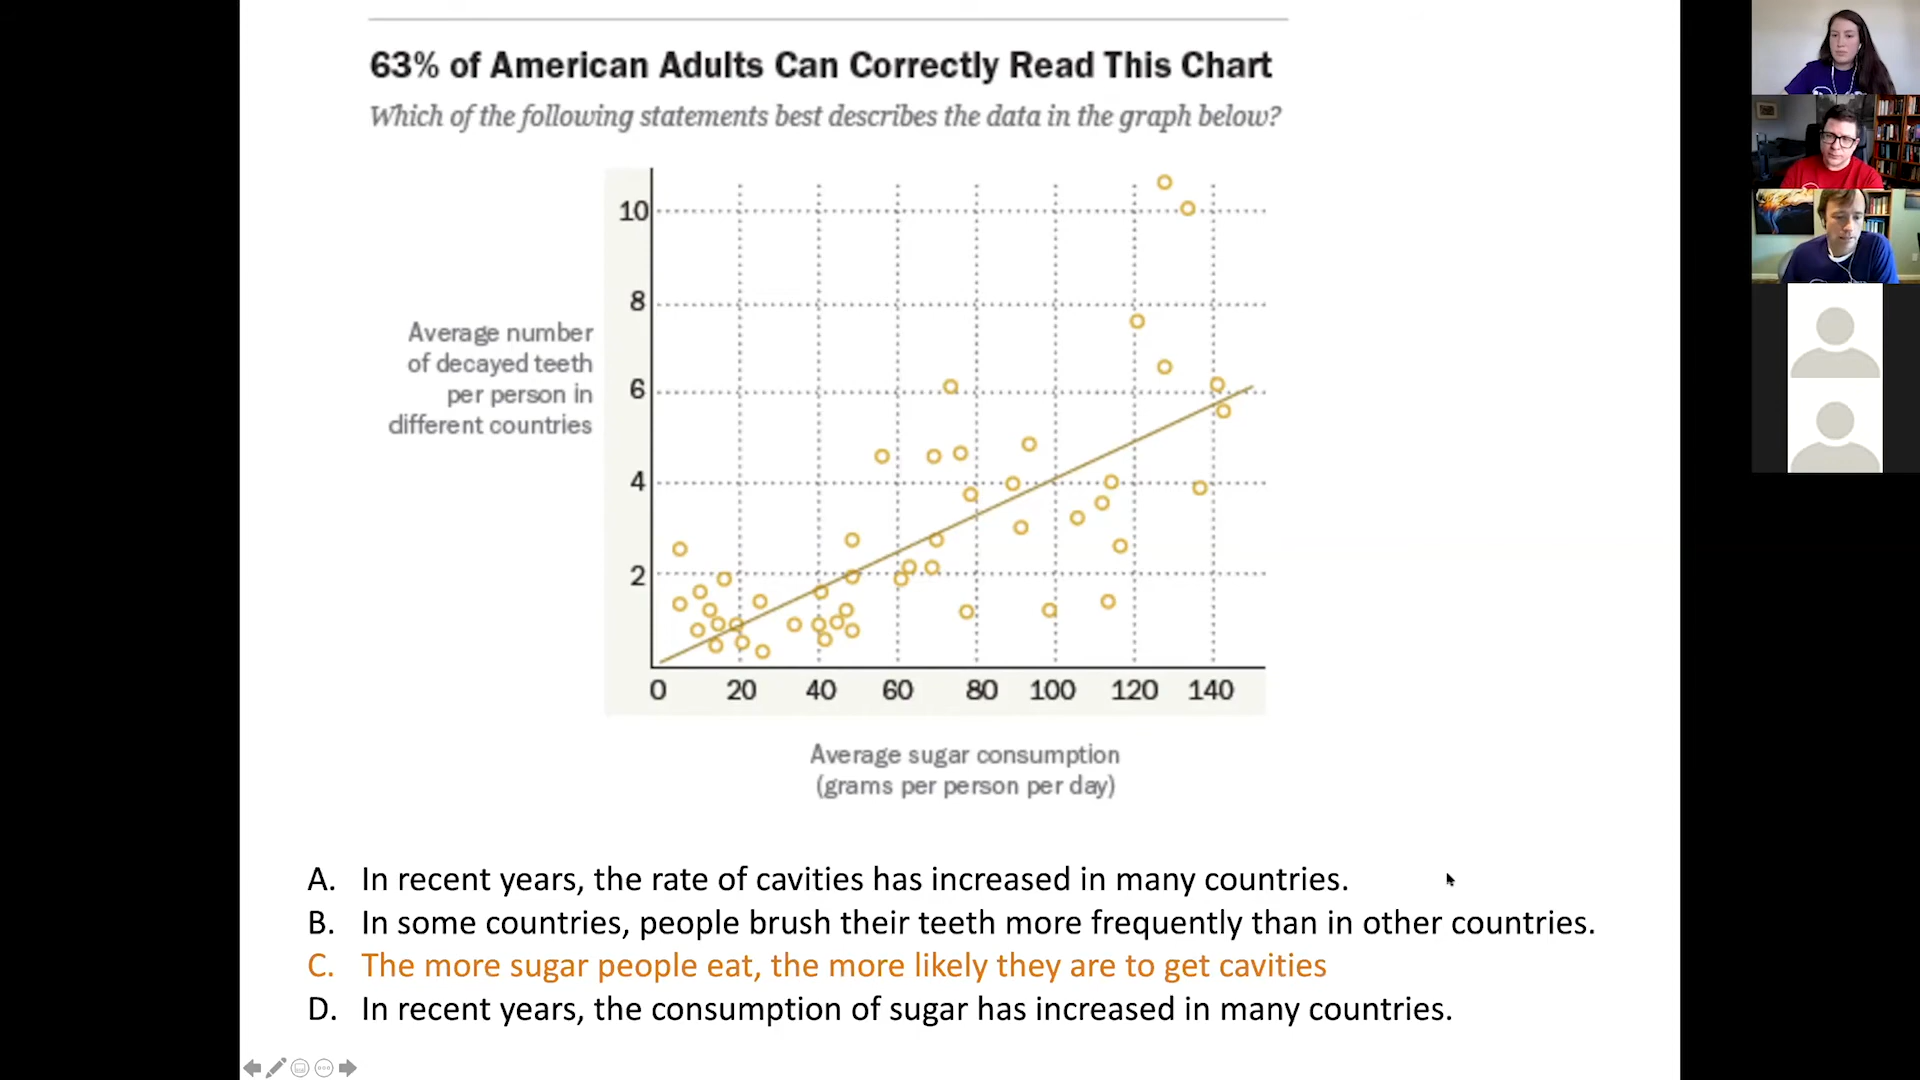 63% of American Adults Can Correctly Read This Chart
Which of the following statements best describes the data in the graph below?
10
8
6
4
2
Average number
of decayed teeth
per person in
different countries
0 20 40 60 80 100 120 140
Average sugar consumption
(grams per person per day)
A. In recent years, the rate of cavities has increased in many countries.
B. In some countries, people brush their teeth more frequently than in other countries.
C. The more sugar people eat, the more likely they are to get cavities
D. In recent years, the consumption of sugar has increased in many countries.